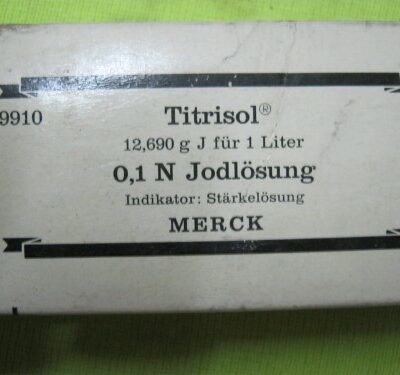 9910
Titrisol®
12,690 g J für 1 Liter
0,1 N Jodlösung
Indikator: Stärkelösung
MERCK